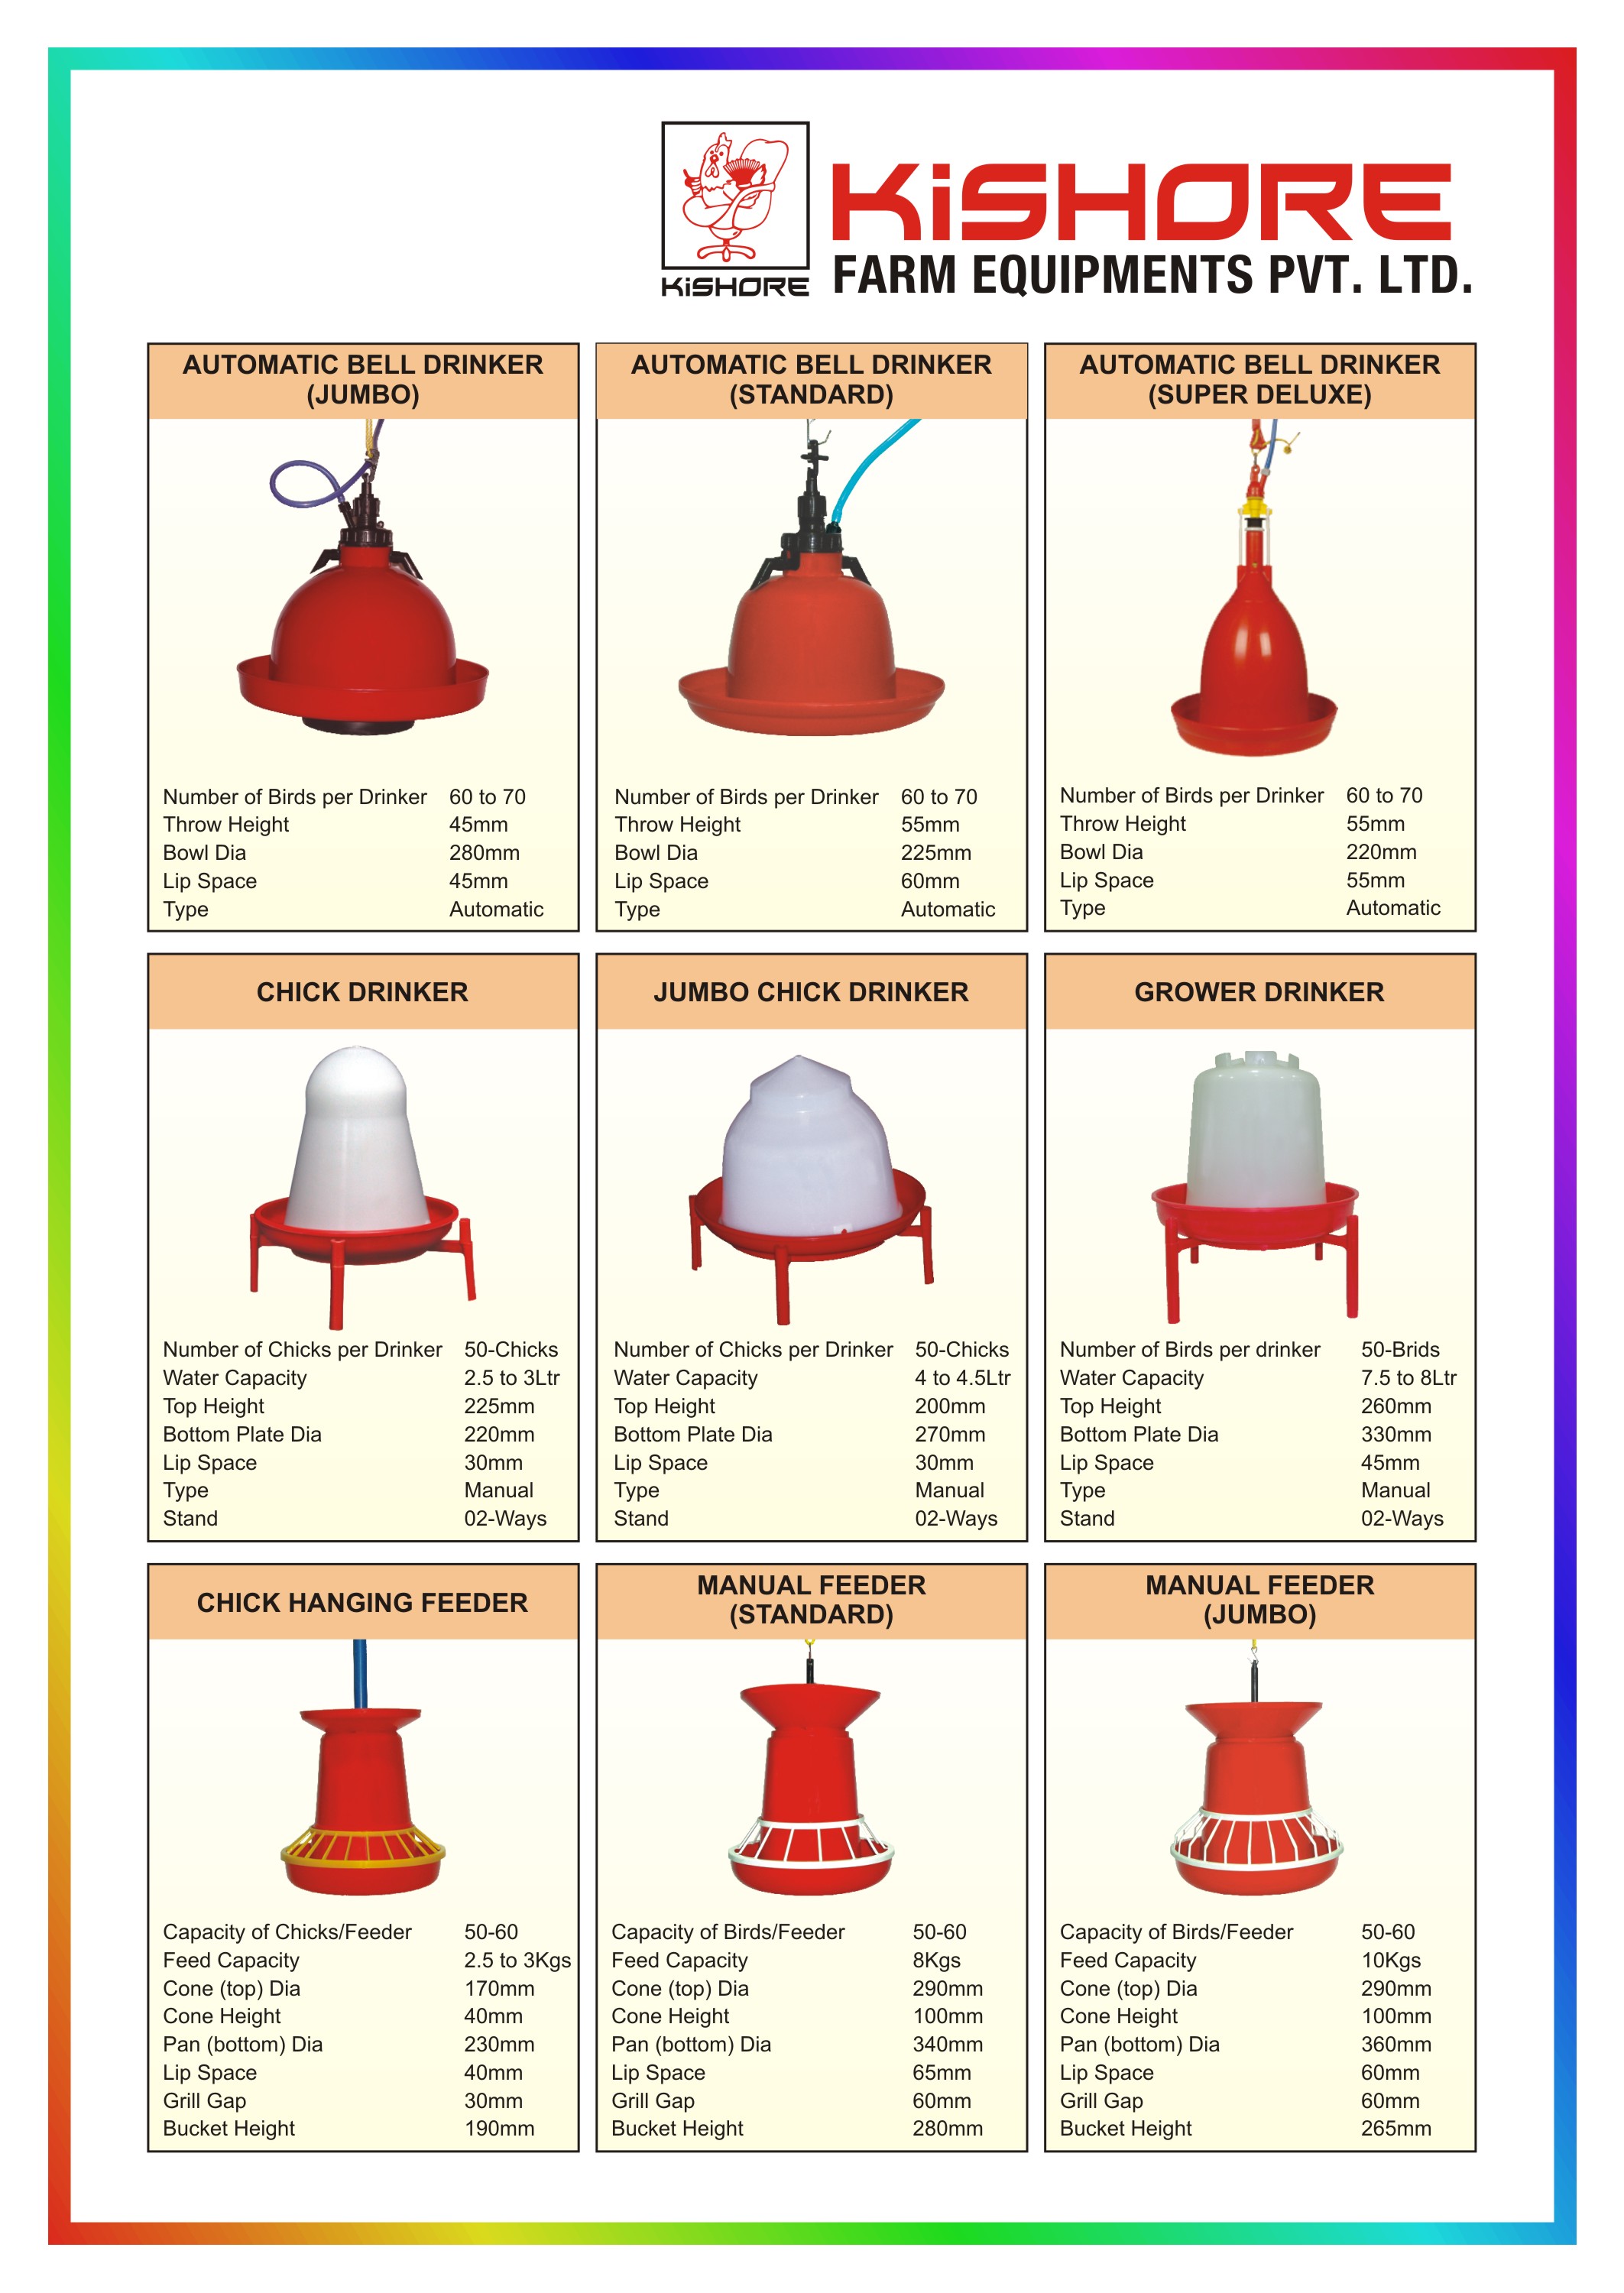 KiSHORE
KiSHORE
FARM EQUIPMENTS PVT. LTD.
AUTOMATIC BELL DRINKER
(JUMBO)
Number of Birds per Drinker 60 to 70
Throw Height 45mm
Bowl Dia 280mm
Lip Space 45mm
Type Automatic
AUTOMATIC BELL DRINKER
(STANDARD)
Number of Birds per Drinker 60 to 70
Throw Height 55mm
Bowl Dia 225mm
Lip Space 60mm
Type Automatic
AUTOMATIC BELL DRINKER
(SUPER DELUXE)
Number of Birds per Drinker 60 to 70
Throw Height 55mm
Bowl Dia 220mm
Lip Space 55mm
Type Automatic
CHICK DRINKER
Number of Chicks per Drinker 50-Chicks
Water Capacity 2.5 to 3Ltr
Top Height 225mm
Bottom Plate Dia 220mm
Lip Space 30mm
Type Manual
Stand 02-Ways
JUMBO CHICK DRINKER
Number of Chicks per Drinker 50-Chicks
Water Capacity 4 to 4.5Ltr
Top Height 200mm
Bottom Plate Dia 270mm
Lip Space 30mm
Type Manual
Stand 02-Ways
GROWER DRINKER
Number of Birds per drinker 50-Brids
Water Capacity 7.5 to 8Ltr
Top Height 260mm
Bottom Plate Dia 330mm
Lip Space 45mm
Type Manual
Stand 02-Ways
CHICK HANGING FEEDER
Capacity of Chicks/Feeder 50-60
Feed Capacity 2.5 to 3Kgs
Cone (top) Dia 170mm
Cone Height 40mm
Pan (bottom) Dia 230mm
Lip Space 40mm
Grill Gap 30mm
Bucket Height 190mm
MANUAL FEEDER
(STANDARD)
Capacity of Birds/Feeder 50-60
Feed Capacity 8Kgs
Cone (top) Dia 290mm
Cone Height 100mm
Pan (bottom) Dia 340mm
Lip Space 65mm
Grill Gap 60mm
Bucket Height 280mm
MANUAL FEEDER
(JUMBO)
Capacity of Birds/Feeder 50-60
Feed Capacity 10Kgs
Cone (top) Dia 290mm
Cone Height 100mm
Pan (bottom) Dia 360mm
Lip Space 60mm
Grill Gap 60mm
Bucket Height 265mm